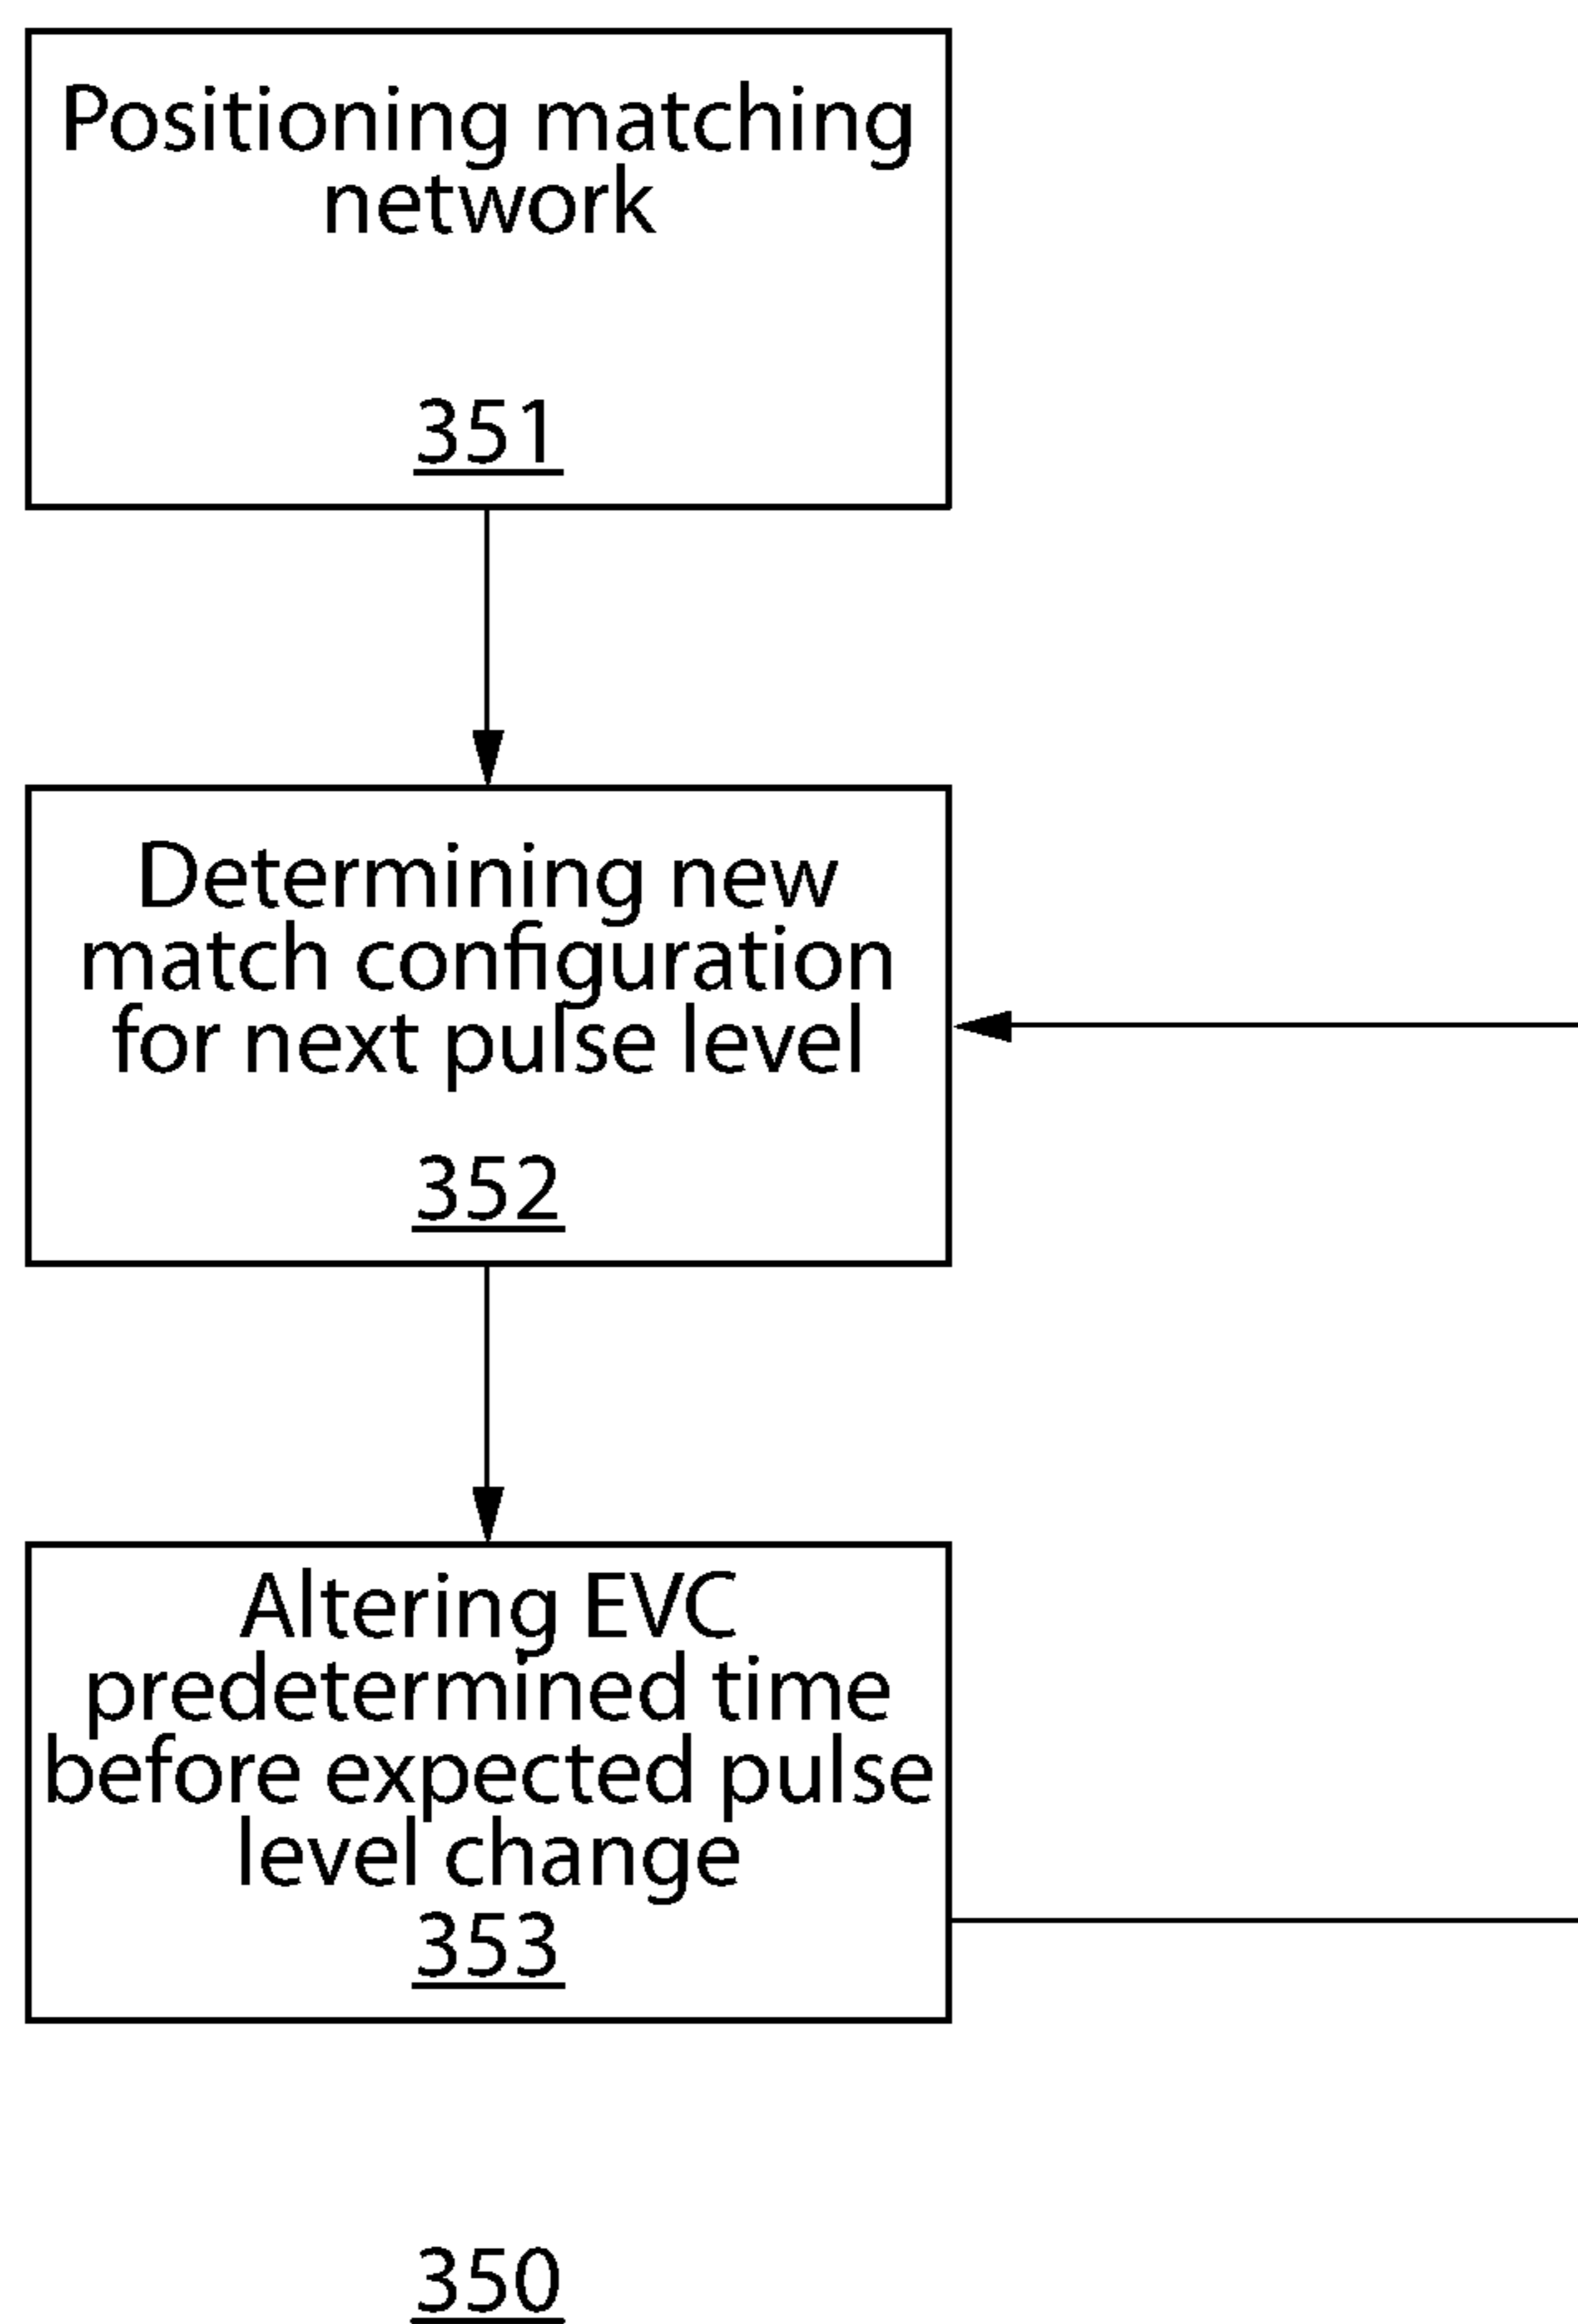 Positioning matching
network
351
Determining new
match configuration
for next pulse level
352
Altering EVC
predetermined time
before expected pulse
level change
353
350